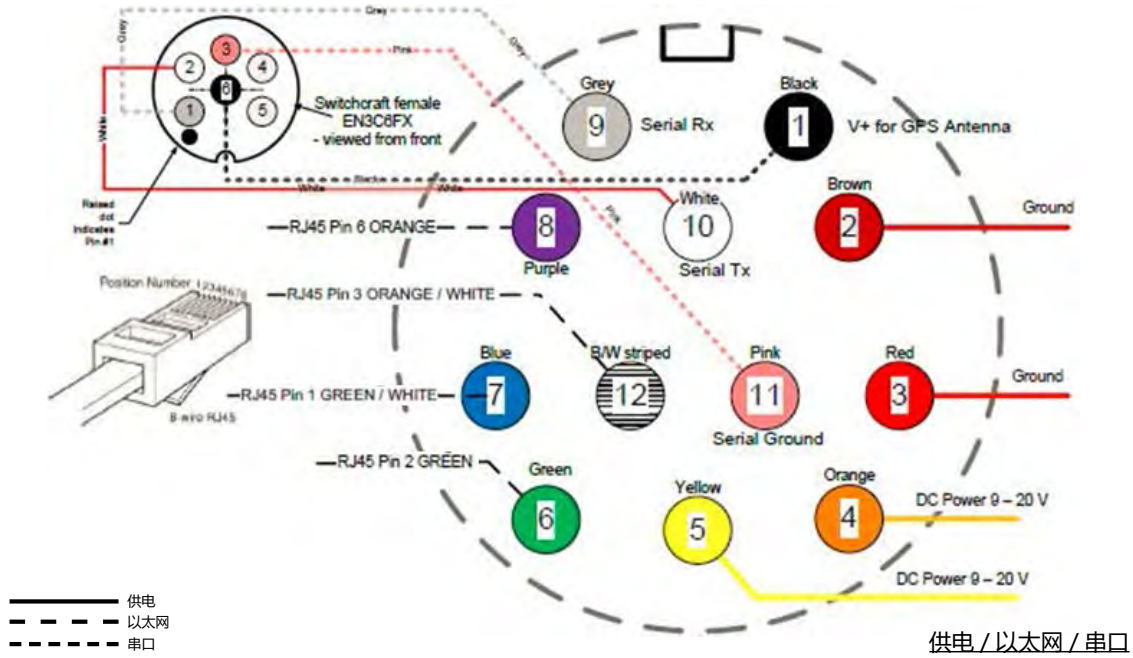 Grey
Grey
Grey
Pink
3
2
4
6
1
5
White
Switchcraft female
EN3C6FX
- viewed from front
Raised
dot
indicates
Pin #1
White
White
Pink
Grey
9
Serial Rx
Black
1
V+ for GPS Antenna
RJ45 Pin 6 ORANGE
8
Purple
White
10
Serial Tx
Brown
2
Ground
Position Number 12345678
B-wire RJ45
RJ45 Pin 3 ORANGE / WHITE
Blue
7
B/W striped
12
Pink
11
Serial Ground
Red
3
Ground
RJ45 Pin 1 GREEN / WHITE
RJ45 Pin 2 GREEN
Green
6
Yellow
5
Orange
4
DC Power 9 – 20 V
DC Power 9 – 20 V
供电
以太网
串口
供电 / 以太网 / 串口